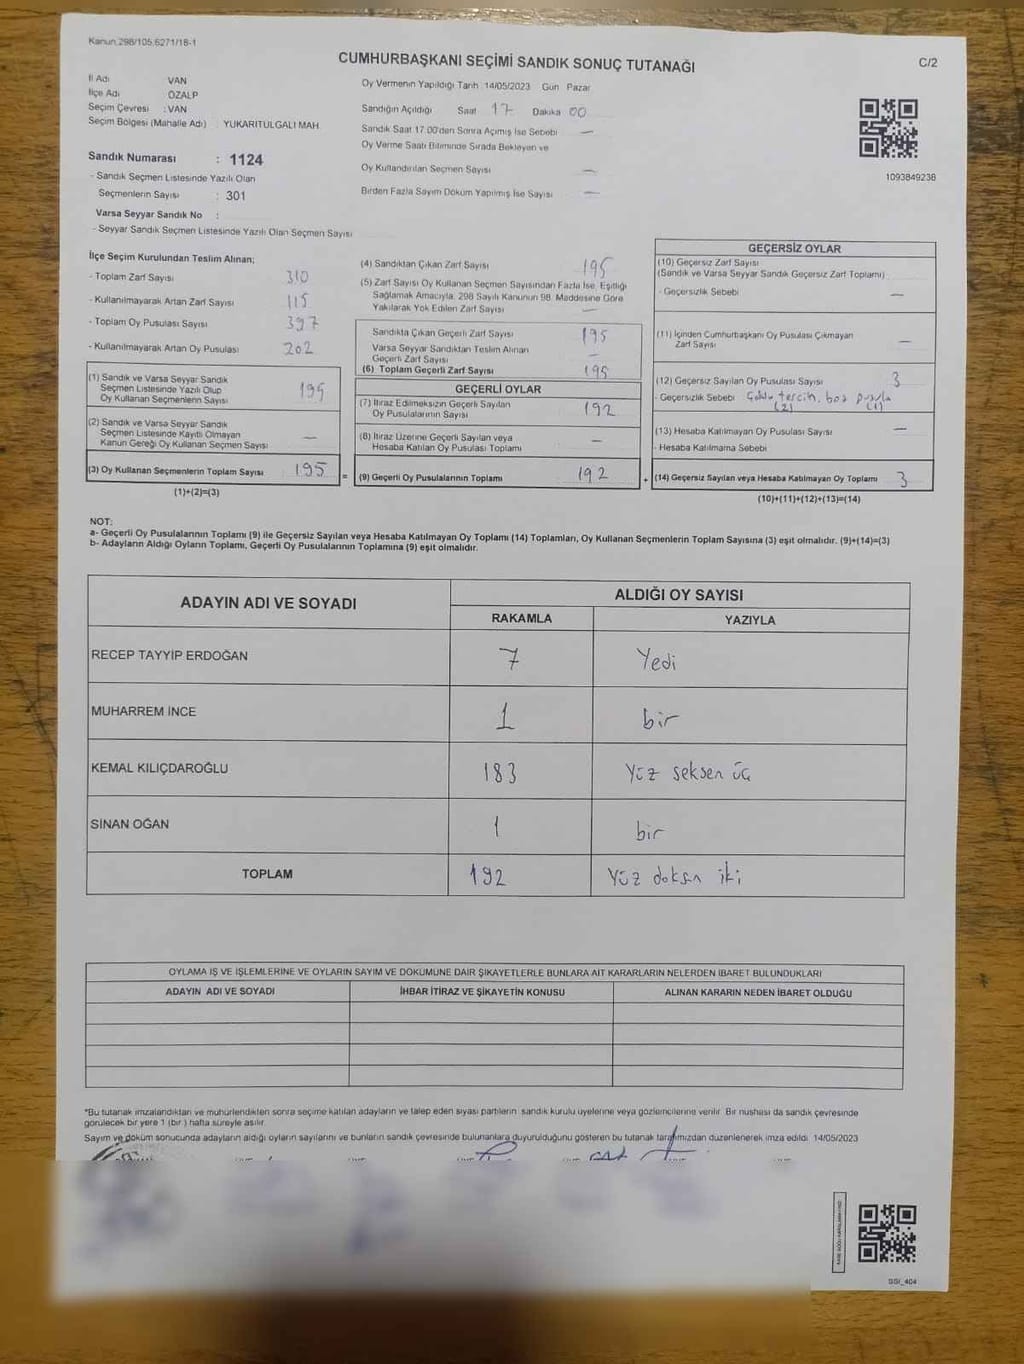 Kanun 298/105,6271/18-1
CUMHURBAŞKANI SEÇİMİ SANDIK SONUÇ TUTANAĞI
C/2
İl Adı VAN
İlçe Adı ÖZALP
Seçim Çevresi : VAN
Seçim Bölgesi (Mahalle Adı) : YUKARITULGALI MAH.
Sandık Numarası : 1124
- Sandık Seçmen Listesinde Yazılı Olan
Seçmenlerin Sayısı : 301
Varsa Seyyar Sandık No :
- Seyyar Sandık Seçmen Listesinde Yazılı Olan Seçmen Sayısı
Oy Vermenin Yapıldığı Tarih 14/05/2023 Gün Pazar
Sandığın Açıldığı Saat 17 Dakika 00
Sandık Saat 17.00'den Sonra Açımış İse Sebebi —
Oy Verme Saati Bitiminde Sırada Bekleyen ve
Oy Kullandırılan Seçmen Sayısı —
Birden Fazla Sayım Döküm Yapılmış İse Sayısı —
1093849238
İlçe Seçim Kurulundan Teslim Alınan;
- Toplam Zarf Sayısı 310
- Kullanılmayarak Artan Zarf Sayısı 115
- Toplam Oy Pusulası Sayısı 397
- Kullanılmayarak Artan Oy Pusulası 202
(1) Sandık ve Varsa Seyyar Sandık
Seçmen Listesinde Yazılı Olup
Oy Kullanan Seçmenlerin Sayısı 195
(2) Sandık ve Varsa Seyyar Sandık
Seçmen Listesinde Kayıtlı Olmayan
Kanun Gereği Oy Kullanan Seçmen Sayısı —
(3) Oy Kullanan Seçmenlerin Toplam Sayısı 195 =
(1)+(2)=(3)
(4) Sandıktan Çıkan Zarf Sayısı 195
(5) Zarf Sayısı Oy Kullanan Seçmen Sayısından Fazla İse, Eşitliği
Sağlamak Amacıyla, 298 Sayılı Kanunun 98. Maddesine Göre
Yakılarak Yok Edilen Zarf Sayısı —
Sandıkta Çıkan Geçerli Zarf Sayısı 195
Varsa Seyyar Sandıktan Teslim Alınan
Geçerli Zarf Sayısı —
(6) Toplam Geçerli Zarf Sayısı 195
GEÇERLİ OYLAR
(7) İtiraz Edilmeksizin Geçerli Sayılan
Oy Pusulalarının Sayısı 192
(8) İtiraz Üzerine Geçerli Sayılan veya
Hesaba Katılan Oy Pusulası Toplamı —
(9) Geçerli Oy Pusulalarının Toplamı 192 +
GEÇERSİZ OYLAR
(10) Geçersiz Zarf Sayısı
(Sandık ve Varsa Seyyar Sandık Geçersiz Zarf Toplamı)
- Geçersizlik Sebebi —
(11) İçinden Cumhurbaşkanı Oy Pusulası Çıkmayan
Zarf Sayısı —
(12) Geçersiz Sayılan Oy Pusulası Sayısı 3
- Geçersizlik Sebebi Çoklu tercih, boş pusula
(2) (1)
(13) Hesaba Katılmayan Oy Pusulası Sayısı —
- Hesaba Katılmama Sebebi
(14) Geçersiz Sayılan veya Hesaba Katılmayan Oy Toplamı 3
(10)+(11)+(12)+(13)=(14)
NOT:
a- Geçerli Oy Pusulalarının Toplamı (9) ile Geçersiz Sayılan veya Hesaba Katılmayan Oy Toplamı (14) Toplamları, Oy Kullanan Seçmenlerin Toplam Sayısına (3) eşit olmalıdır. (9)+(14)=(3)
b- Adayların Aldığı Oyların Toplamı, Geçerli Oy Pusulalarının Toplamına (9) eşit olmalıdır.
ADAYIN ADI VE SOYADI
ALDIĞI OY SAYISI
RAKAMLA YAZIYLA
RECEP TAYYİP ERDOĞAN 7 Yedi
MUHARREM İNCE 1 bir
KEMAL KILIÇDAROĞLU 183 Yüz seksen üç
SİNAN OĞAN 1 bir
TOPLAM 192 Yüz doksan iki
OYLAMA İŞ VE İŞLEMLERİNE VE OYLARIN SAYIM VE DÖKÜMÜNE DAİR ŞİKAYETLERLE BUNLARA AİT KARARLARIN NELERDEN İBARET BULUNDUKLARI
ADAYIN ADI VE SOYADI İHBAR İTİRAZ VE ŞİKAYETİN KONUSU ALINAN KARARIN NEDEN İBARET OLDUĞU
*Bu tutanak imzalandıktan ve mühürlendikten sonra seçime katılan adayların ve talep eden siyasi partilerin sandık kurulu üyelerine veya gözlemcilerine verilir. Bir nüshası da sandık çevresinde
görülecek bir yere 1 (bir ) hafta süreyle asılır.
Sayım ve döküm sonucunda adayların aldığı oyların sayılarını ve bunların sandık çevresinde bulunanlara duyurulduğunu gösteren bu tutanak tarafımızdan düzenlenerek imza edildi. 14/05/2023
SSI_404